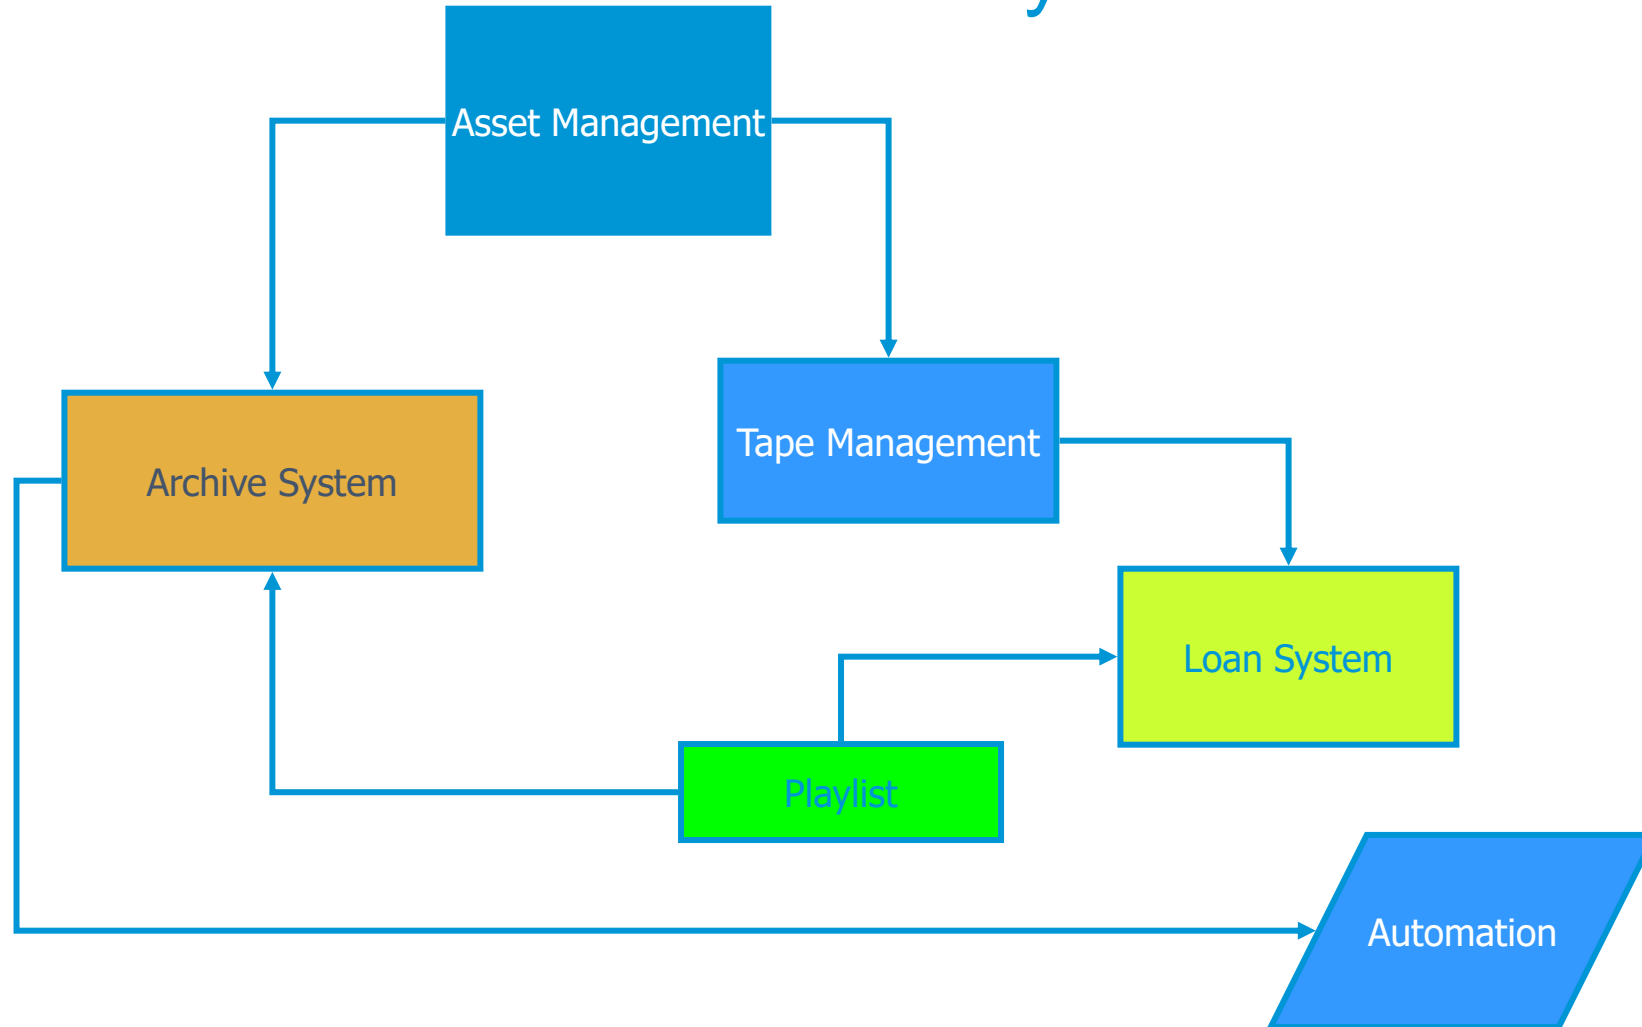 Asset Management
Tape Management
Archive System
Loan System
Playlist
Automation